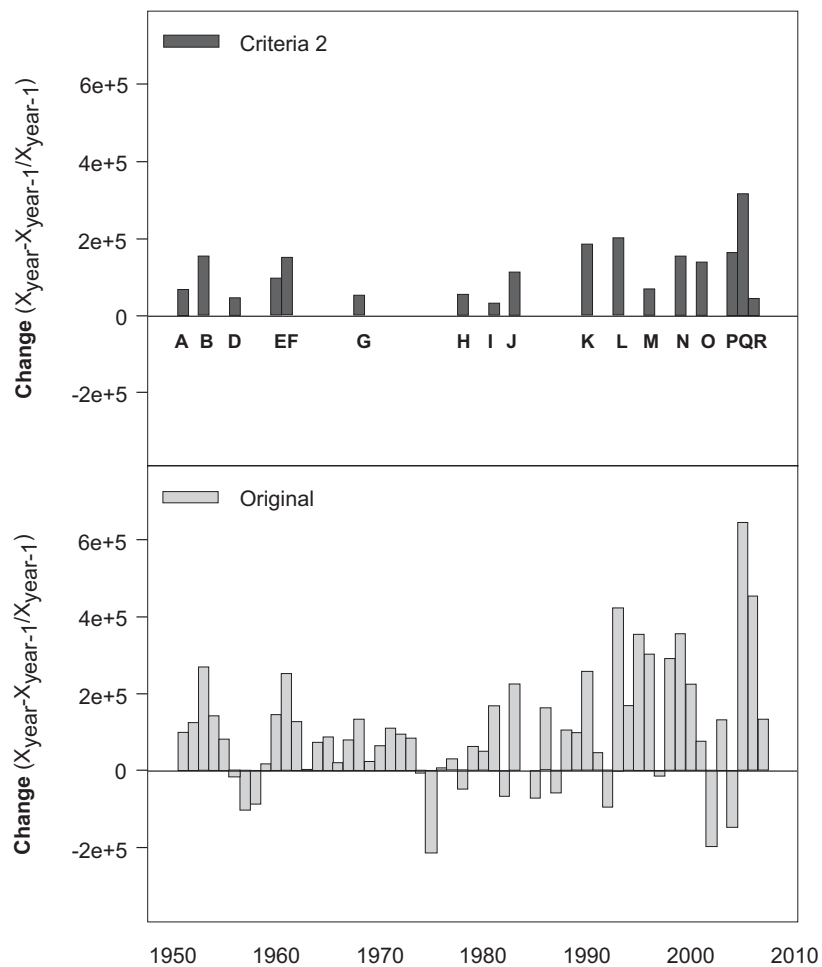 Criteria 2
6e+5
4e+5
2e+5
0
-2e+5
Change (Xyear-Xyear-1/Xyear-1)
A B D EF G H I J K L M N O PQR
Original
6e+5
4e+5
2e+5
0
-2e+5
Change (Xyear-Xyear-1/Xyear-1)
1950 1960 1970 1980 1990 2000 2010